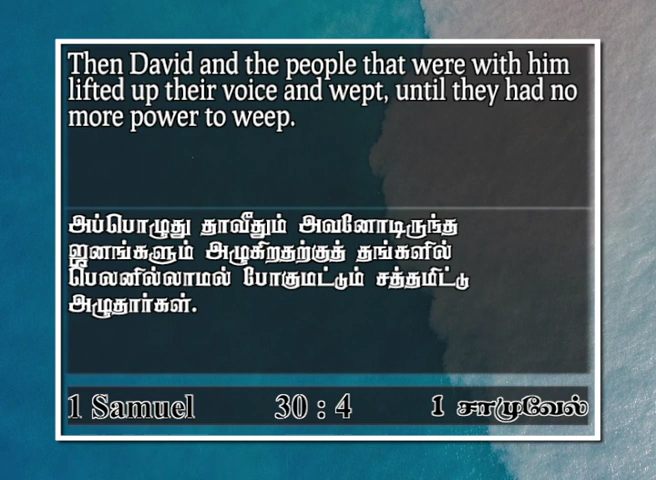 Then David and the people that were with him
lifted up their voice and wept, until they had no
more power to weep.
அப்பொழுது தாவீதும் அவனோடிருந்த
ஜனங்களும் அழுகிறதற்குத் தங்களில்
பெலனில்லாமல் போகுமட்டும் சத்தமிட்டு
அழுதார்கள்.
1 Samuel 30 : 4 1 சாமுவேல்